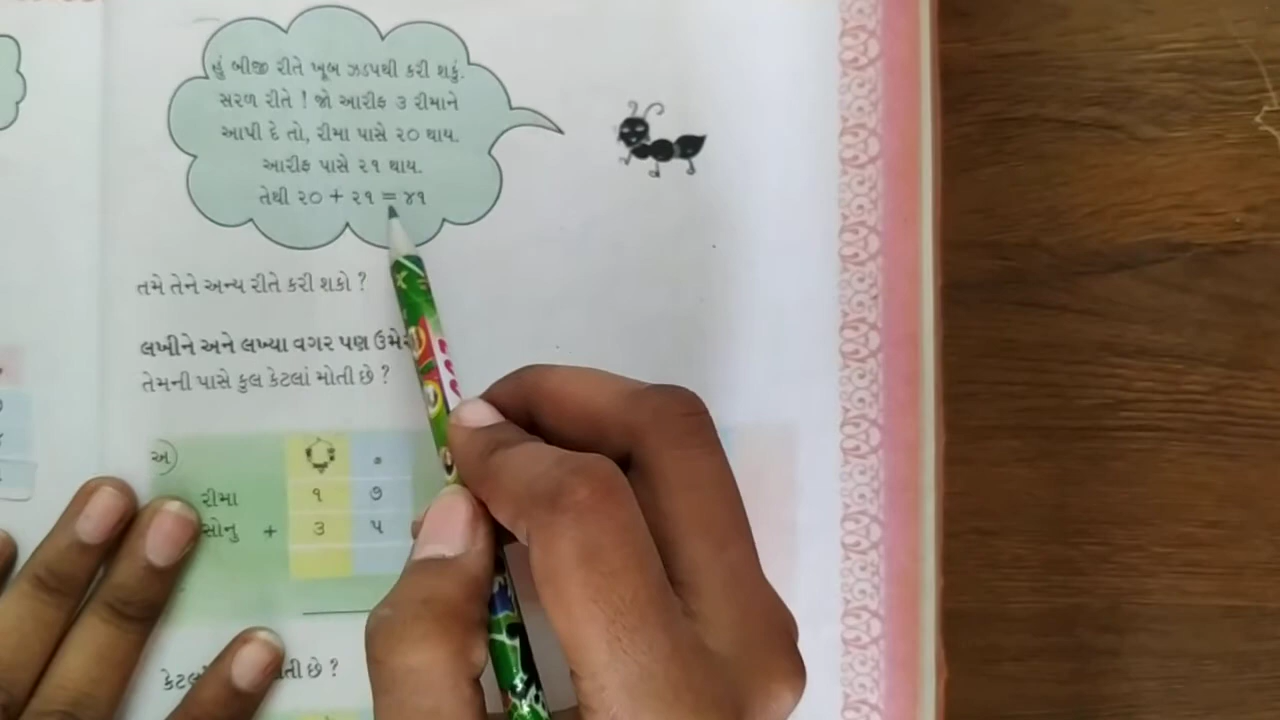 હું બીજી રીતે ખૂબ ઝડપથી કરી શકું.
સરળ રીતે ! જો આરીફ ૩ રીમાને
આપી દે તો, રીમા પાસે ૨૦ થાય.
આરીફ પાસે ૨૧ થાય.
તેથી ૨૦ + ૨૧ = ૪૧
તમે તેને અન્ય રીતે કરી શકો ?
લખીને અને લખ્યા વગર પણ
તેમની પાસે કુલ કેટલાં મોતી છે ?
અ
રીમા ૧ ૭
સોનુ + ૩ ૫
છે ?